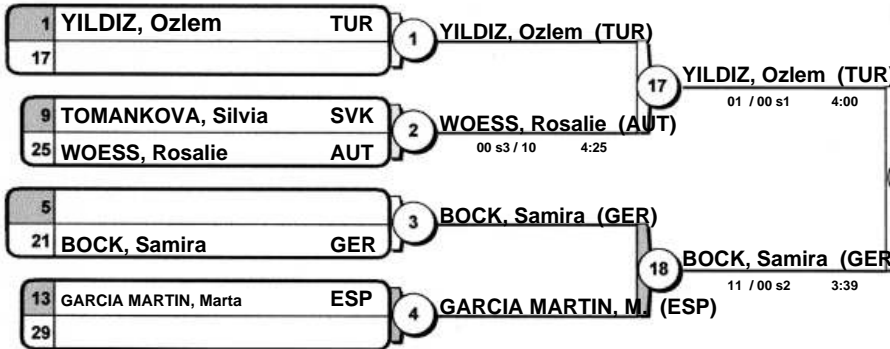 1 YILDIZ, Ozlem TUR
17
1 YILDIZ, Ozlem (TUR)
9 TOMANKOVA, Silvia SVK
25 WOESS, Rosalie AUT
2 WOESS, Rosalie (AUT)
00 s3 / 10 4:25
17 YILDIZ, Ozlem (TUR)
01 / 00 s1 4:00
5
21 BOCK, Samira GER
3 BOCK, Samira (GER)
13 GARCIA MARTIN, Marta ESP
29
4 GARCIA MARTIN, M. (ESP)
18 BOCK, Samira (GER
11 / 00 s2 3:39